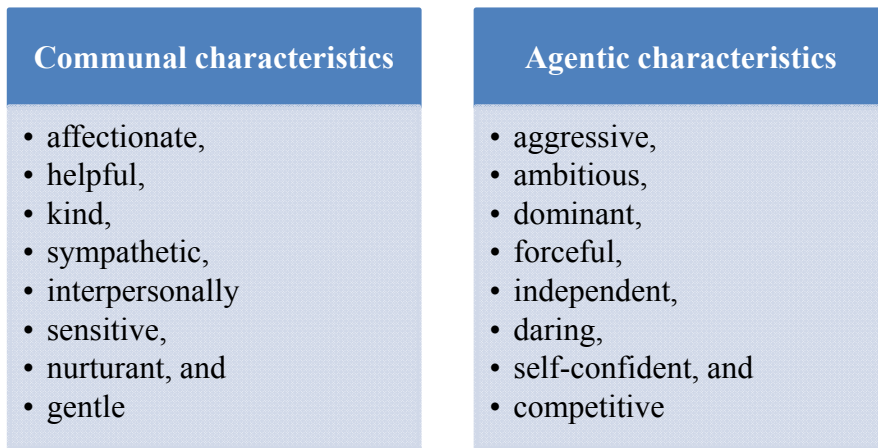 Communal characteristics
• affectionate,
• helpful,
• kind,
• sympathetic,
• interpersonally
• sensitive,
• nurturant, and
• gentle
Agentic characteristics
• aggressive,
• ambitious,
• dominant,
• forceful,
• independent,
• daring,
• self-confident, and
• competitive